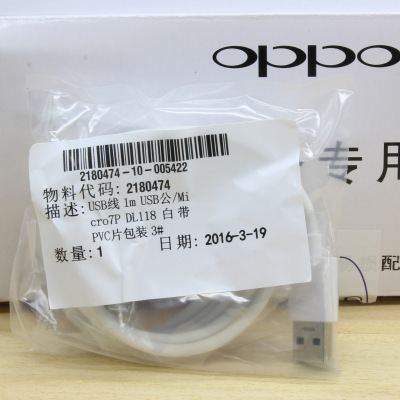 oppo
专用
2180474-10-005422
物料代码: 2180474
描述: USB线 1m USB公/Mi
cro7P DL118 白 带
PVC片包装 3#
数量: 1 日期: 2016-3-19
配